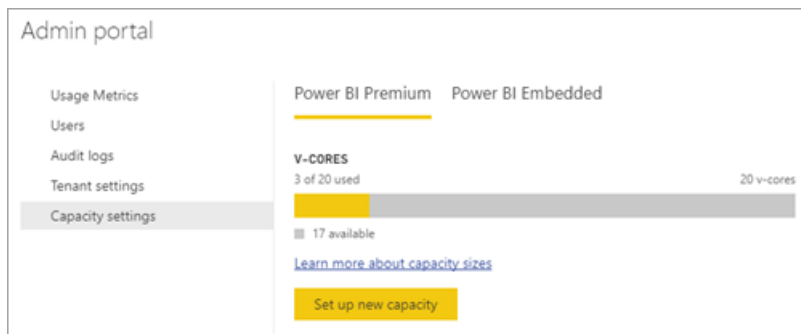 Admin portal
Usage Metrics
Users
Audit logs
Tenant settings
Capacity settings
Power BI Premium Power BI Embedded
V-CORES
3 of 20 used 20 v-cores
17 available
Learn more about capacity sizes
Set up new capacity